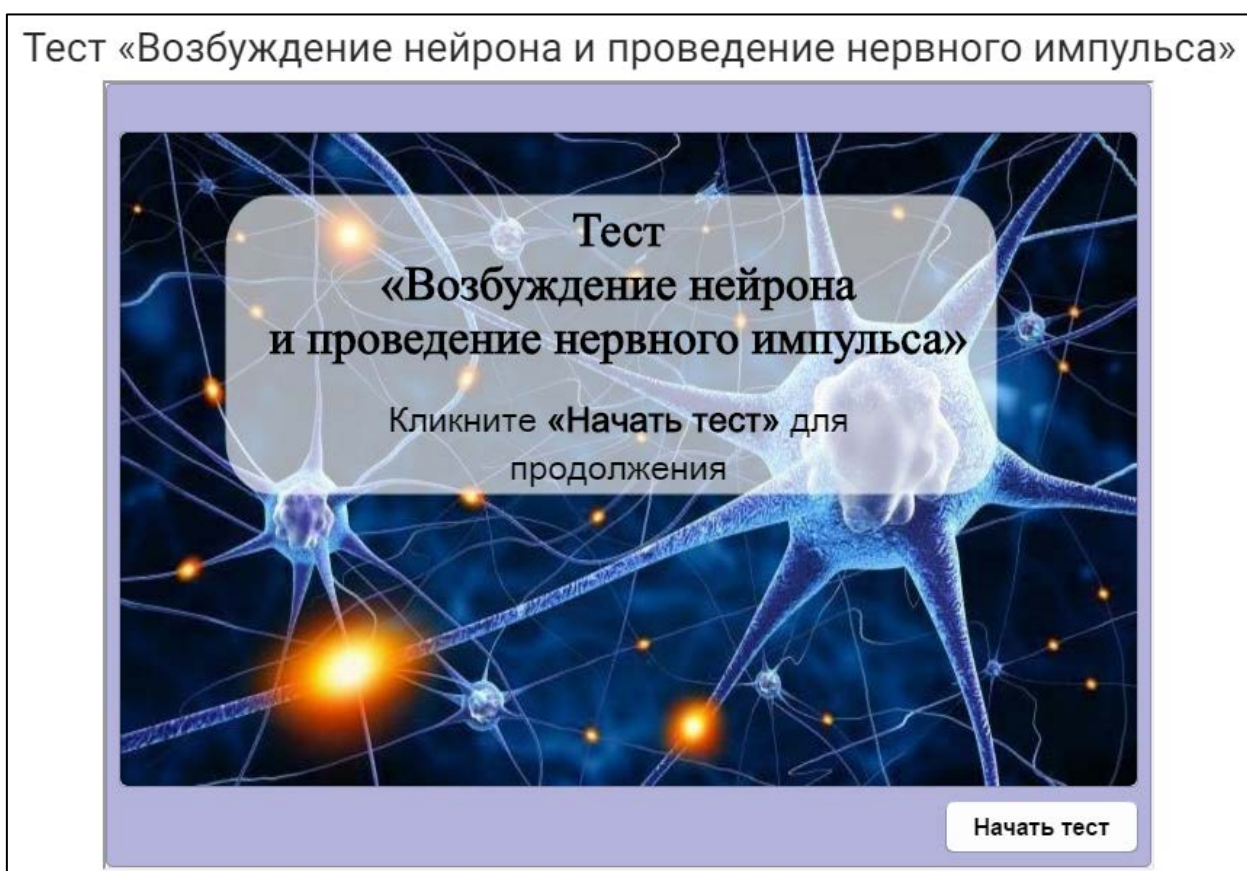 Тест «Возбуждение нейрона и проведение нервного импульса»
Тест
«Возбуждение нейрона
и проведение нервного импульса»
Кликните «Начать тест» для
продолжения
Начать тест